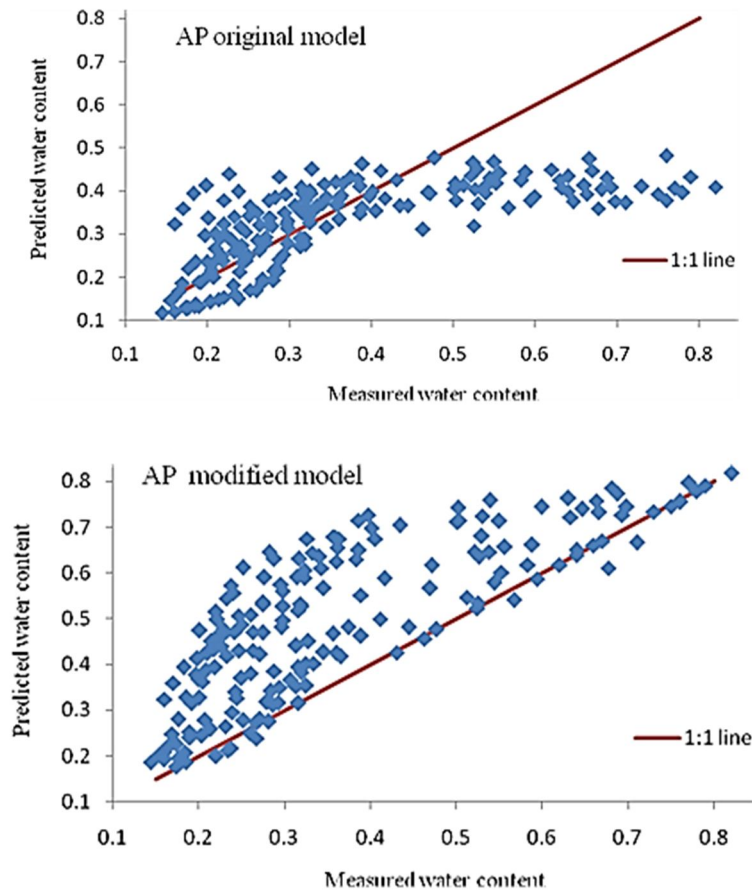 AP original model
0.8
0.7
0.6
0.5
0.4
0.3
0.2
0.1
Predicted water content
1:1 line
0.1 0.2 0.3 0.4 0.5 0.6 0.7 0.8
Measured water content
AP modified model
0.8
0.7
0.6
0.5
0.4
0.3
0.2
0.1
Predicted water content
1:1 line
0.1 0.2 0.3 0.4 0.5 0.6 0.7 0.8
Measured water content